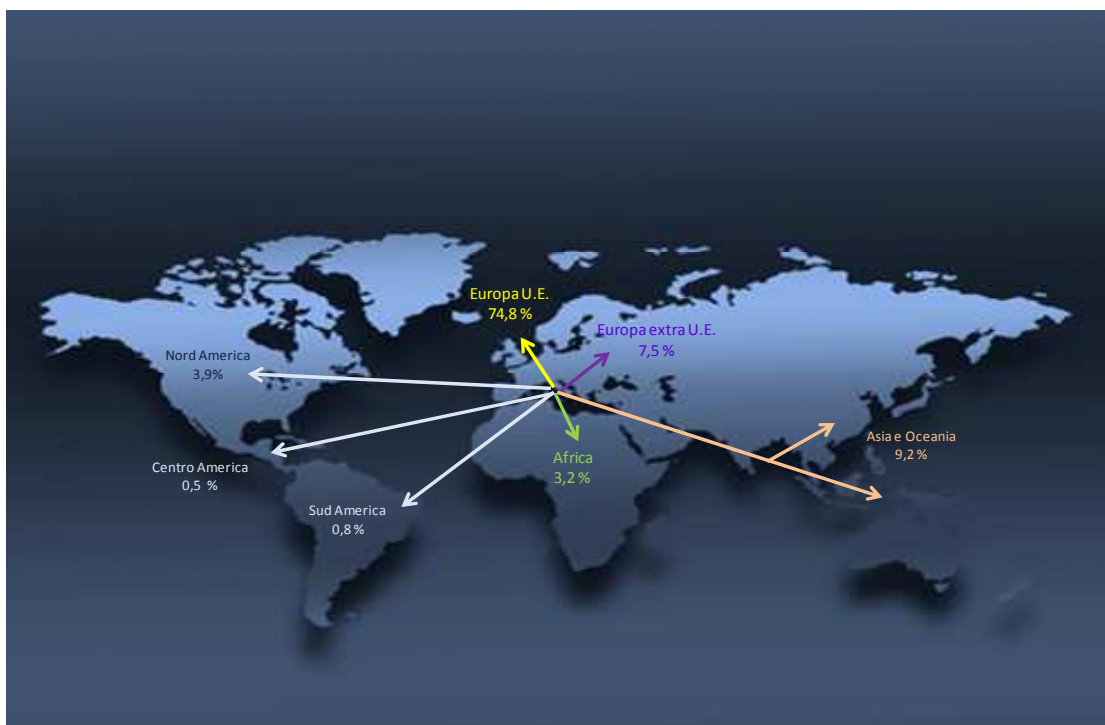 Europa U.E.
74,8 %
Europa extra U.E.
7,5 %
Nord America
3,9%
Asia e Oceania
9,2 %
Africa
3,2 %
Centro America
0,5 %
Sud America
0,8 %